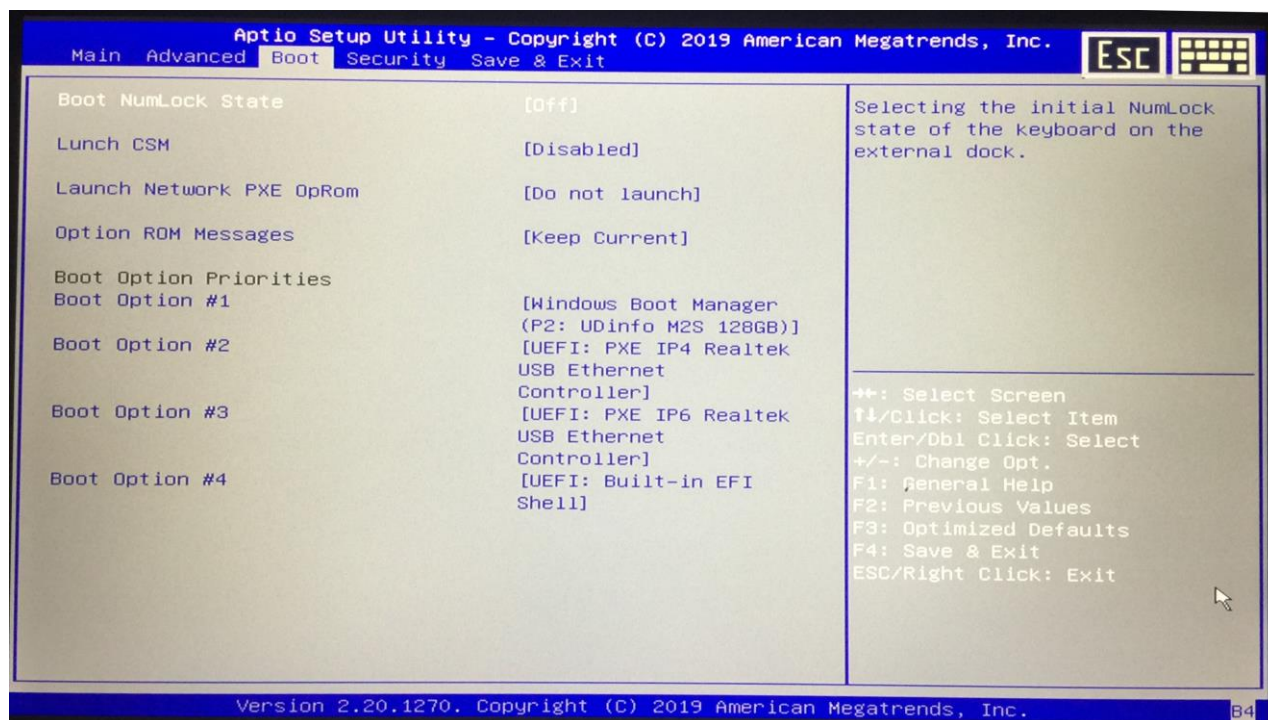 Aptio Setup Utility – Copyright (C) 2019 American Megatrends, Inc.
Main Advanced Boot Security Save & Exit
Esc
Boot NumLock State [Off]
Lunch CSM [Disabled]
Launch Network PXE OpRom [Do not launch]
Option ROM Messages [Keep Current]
Boot Option Priorities
Boot Option #1 [Windows Boot Manager
(P2: UDinfo M2S 128GB)]
Boot Option #2 [UEFI: PXE IP4 Realtek
USB Ethernet
Controller]
Boot Option #3 [UEFI: PXE IP6 Realtek
USB Ethernet
Controller]
Boot Option #4 [UEFI: Built-in EFI
Shell]
Selecting the initial NumLock
state of the keyboard on the
external dock.
→←: Select Screen
↑↓/Click: Select Item
Enter/Dbl Click: Select
+/-: Change Opt.
F1: General Help
F2: Previous Values
F3: Optimized Defaults
F4: Save & Exit
ESC/Right Click: Exit
Version 2.20.1270. Copyright (C) 2019 American Megatrends, Inc.
B4